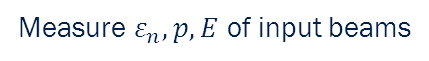 Measure εₙ, p, E of input beams